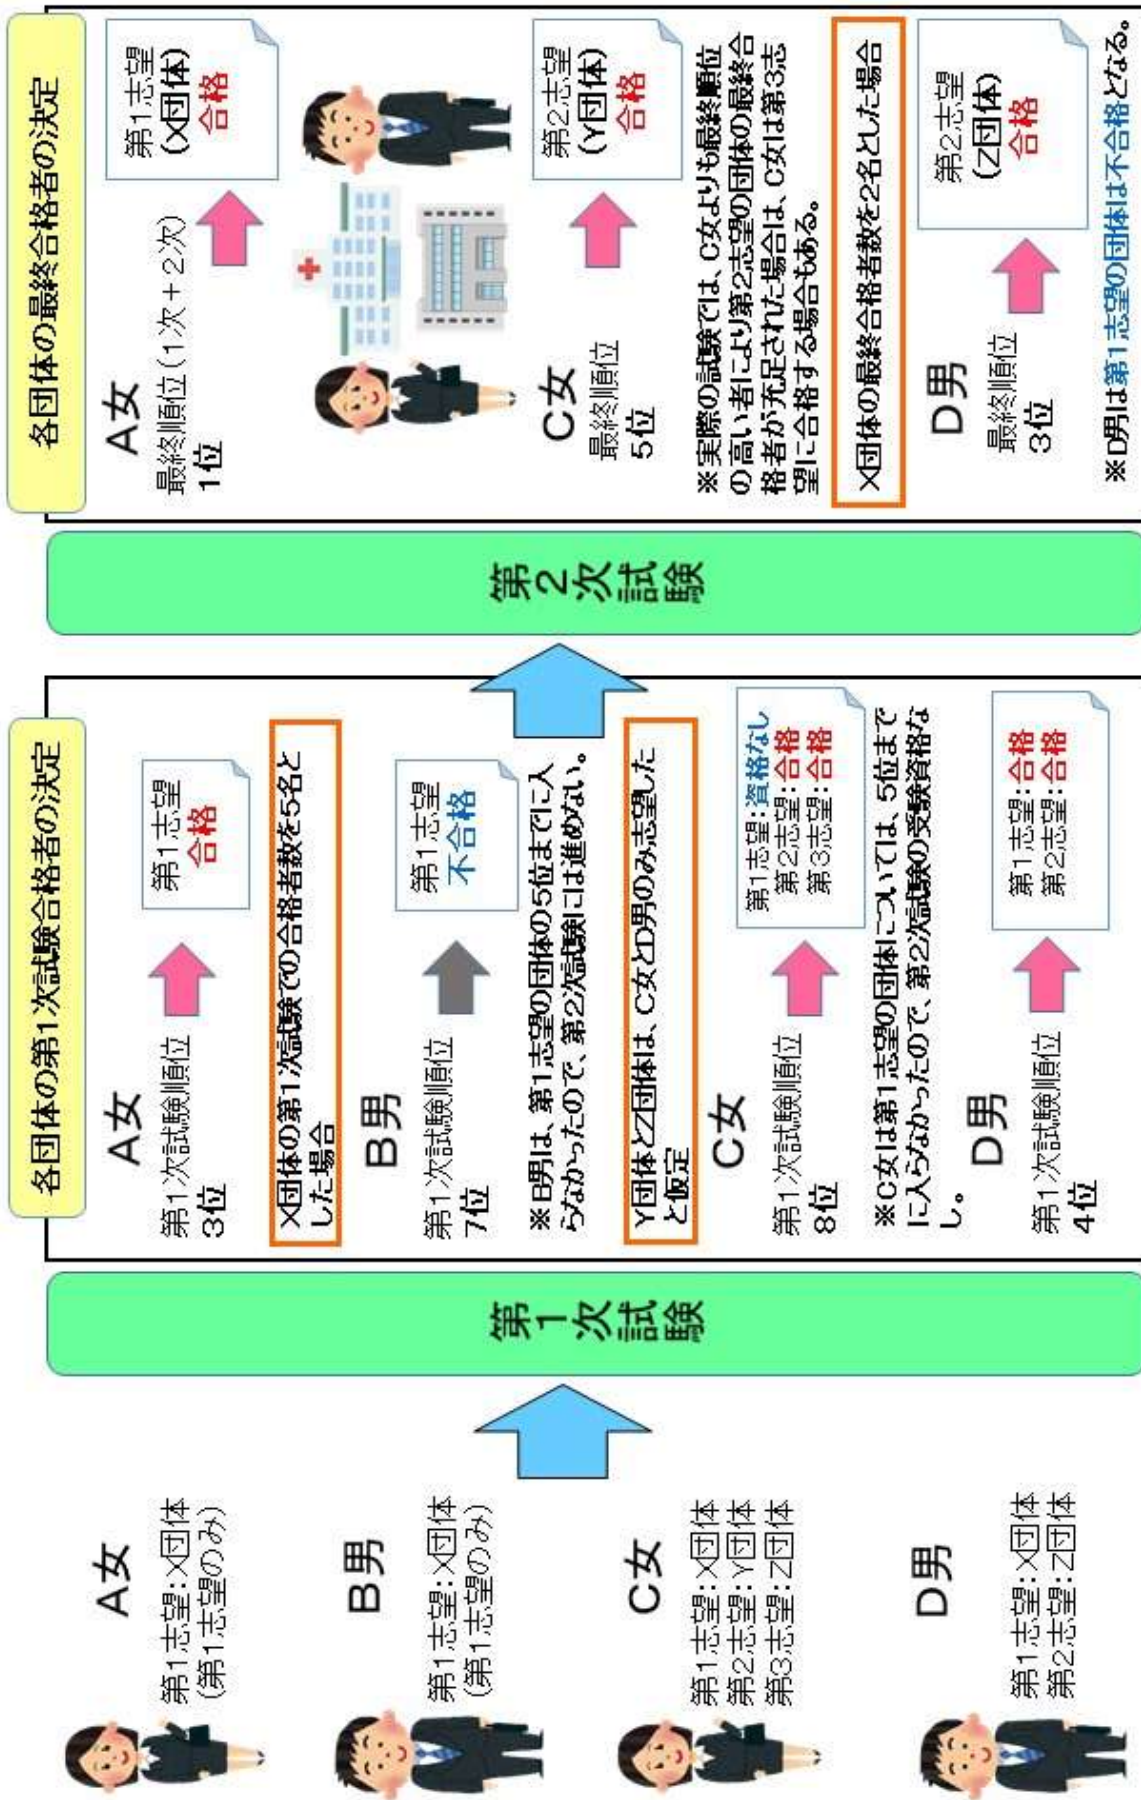 A女
第1志望：X団体
(第1志望のみ)
B男
第1志望：X団体
(第1志望のみ)
C女
第1志望：X団体
第2志望：Y団体
第3志望：Z団体
D男
第1志望：X団体
第2志望：Z団体
第1次試験
各団体の第1次試験合格者の決定
A女
第1次試験順位
3位
第1志望
合格
X団体の第1次試験での合格者数を5名と
した場合
B男
第1次試験順位
7位
第1志望
不合格
※B男は、第1志望の団体の5位までに入
らなかったので、第2次試験には進めない。
Y団体とZ団体は、C女とD男のみ志望した
と仮定
C女
第1次試験順位
8位
第1志望：資格なし
第2志望：合格
第3志望：合格
※C女は第1志望の団体については、5位まで
に入らなかったので、第2次試験の受験資格な
し。
D男
第1次試験順位
4位
第1志望：合格
第2志望：合格
第2次試験
各団体の最終合格者の決定
A女
最終順位(1次＋2次)
1位
第1志望
(X団体)
合格
C女
最終順位
5位
第2志望
(Y団体)
合格
※実際の試験では、C女よりも最終順位
の高い者により第2志望の団体の最終合
格者が充足された場合は、C女は第3志
望に合格する場合もある。
X団体の最終合格者数を2名とした場合
D男
最終順位
3位
第2志望
(Z団体)
合格
※D男は第1志望の団体は不合格となる。